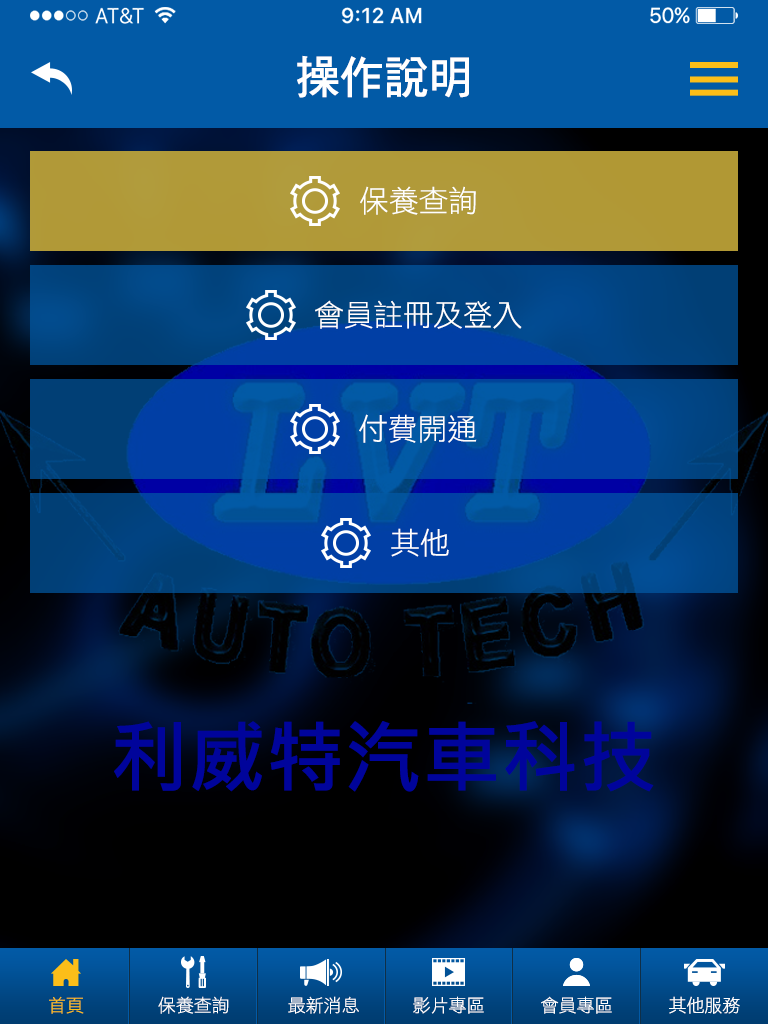 AT&T 9:12 AM 50%
操作說明
保養查詢
會員註冊及登入
LVT
付費開通
其他
AUTO TECH
利威特汽車科技
首頁 保養查詢 最新消息 影片專區 會員專區 其他服務